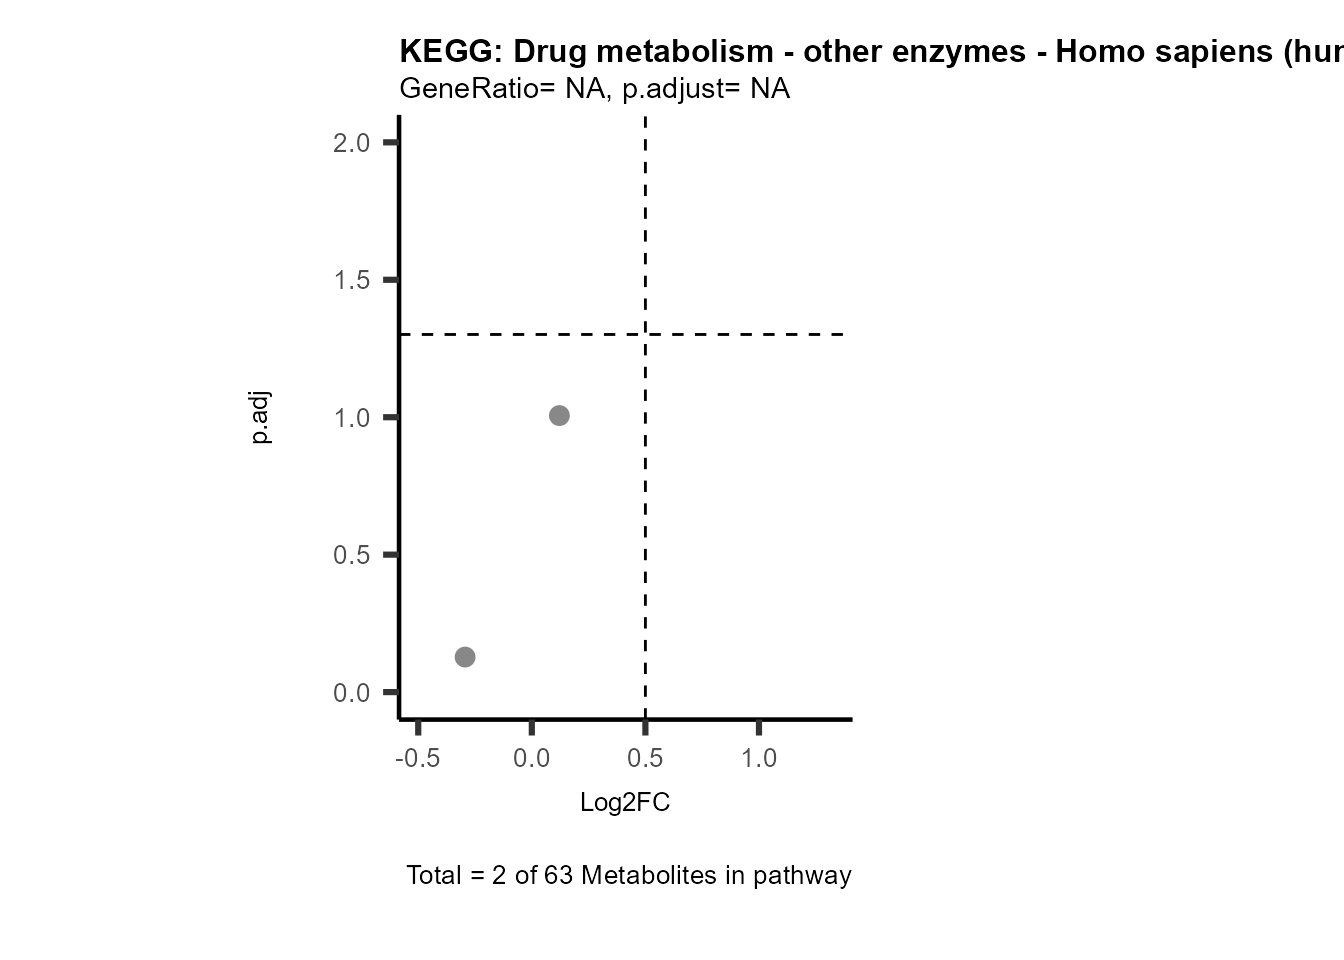 KEGG: Drug metabolism - other enzymes - Homo sapiens (hur
GeneRatio= NA, p.adjust= NA
2.0
1.5
1.0
0.5
0.0
p.adj
-0.5 0.0 0.5 1.0
Log2FC
Total = 2 of 63 Metabolites in pathway